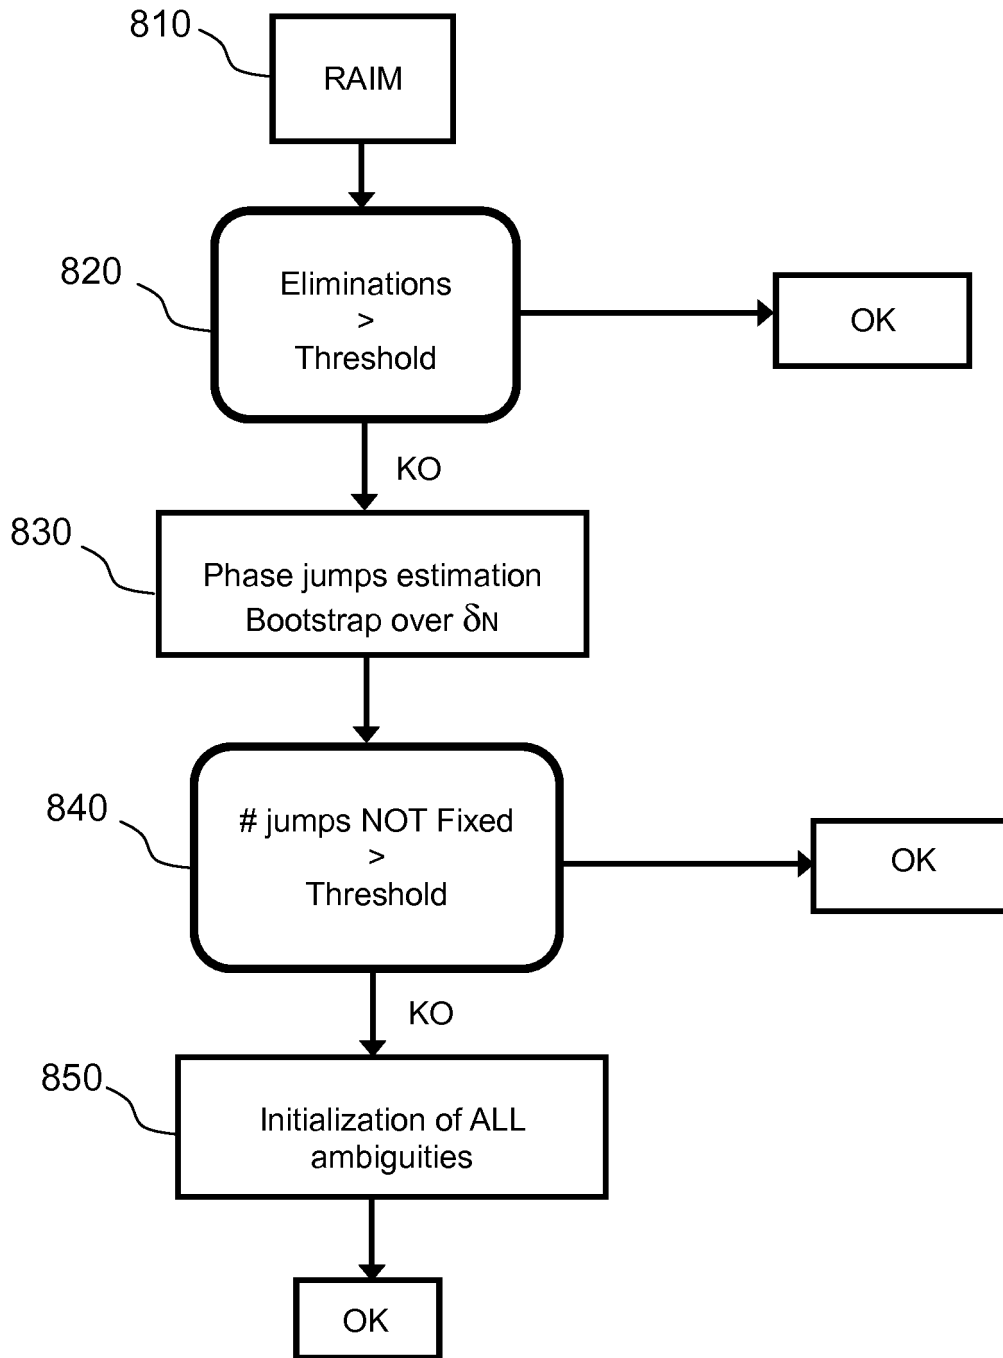 810
RAIM
820
Eliminations
>
Threshold
OK
KO
830
Phase jumps estimation
Bootstrap over δN
840
# jumps NOT Fixed
>
Threshold
OK
KO
850
Initialization of ALL
ambiguities
OK